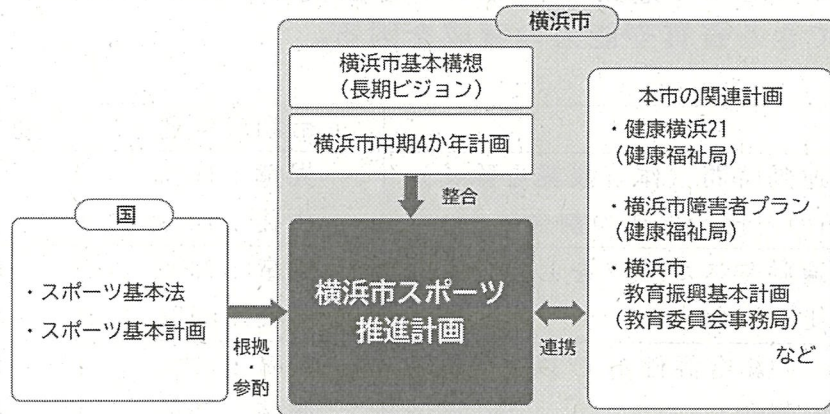 横浜市
横浜市基本構想
（長期ビジョン）
横浜市中期4か年計画
整合
国
・スポーツ基本法
・スポーツ基本計画
根拠
・
参酌
横浜市スポーツ
推進計画
連携
本市の関連計画
・健康横浜21
（健康福祉局）
・横浜市障害者プラン
（健康福祉局）
・横浜市
教育振興基本計画
（教育委員会事務局）
など